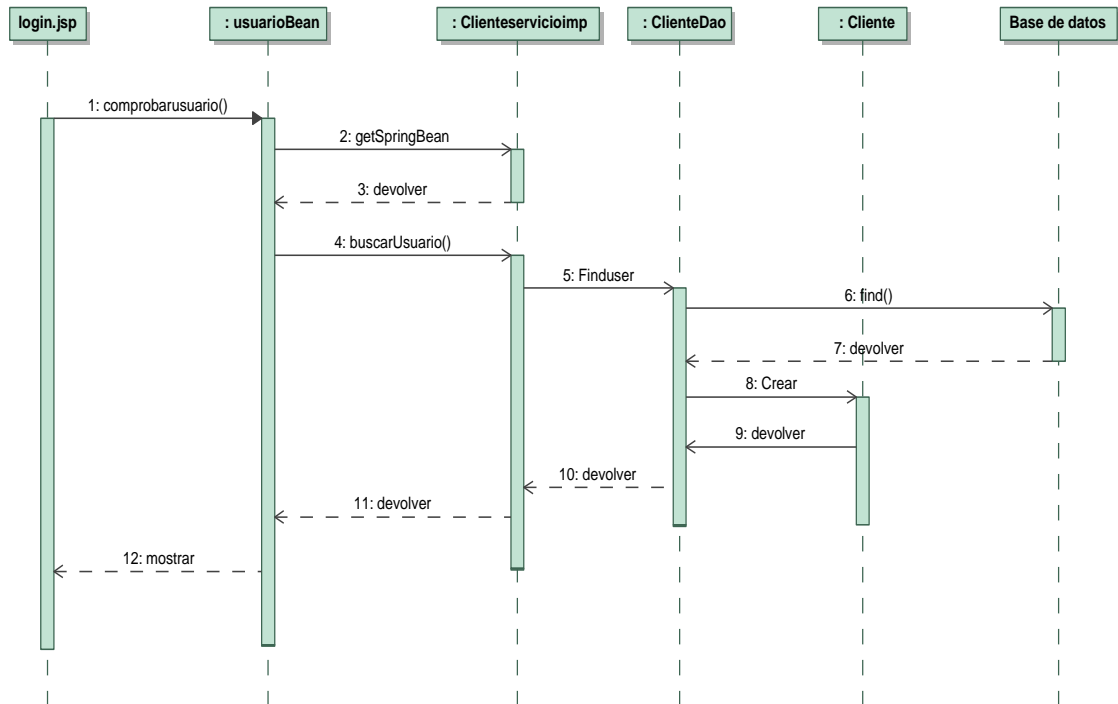 login.jsp
: usuarioBean
: Clienteservicioimp
: ClienteDao
: Cliente
Base de datos
1: comprobarusuario()
2: getSpringBean
3: devolver
4: buscarUsuario()
5: Finduser
6: find()
7: devolver
8: Crear
9: devolver
10: devolver
11: devolver
12: mostrar